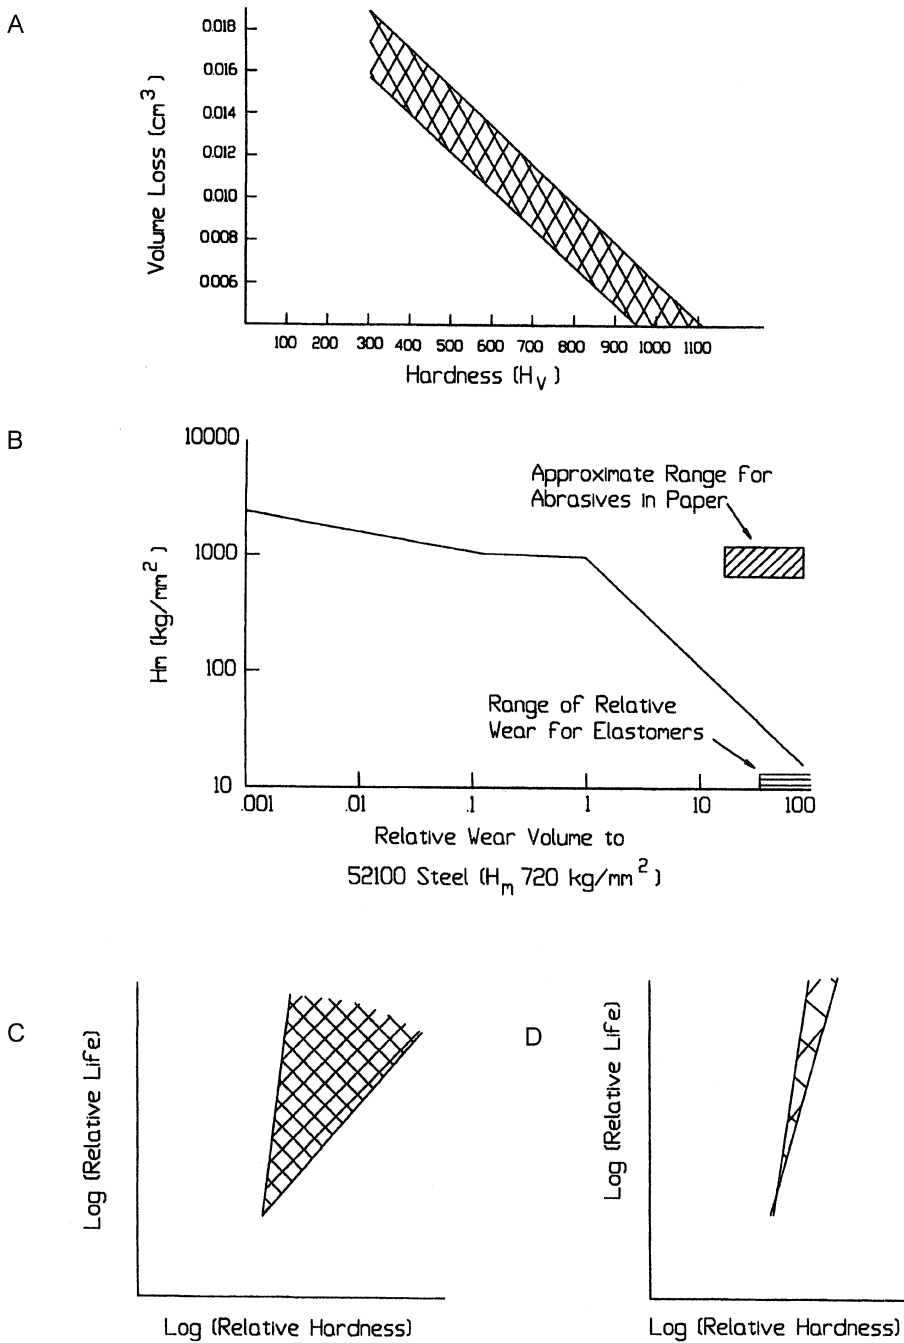 A
0.018
0.016
0.014
0.012
0.010
0.008
0.006
Volume Loss (cm³)
100 200 300 400 500 600 700 800 900 1000 1100
Hardness (Hᵥ)
B
10000
1000
100
10
Hm (kg/mm²)
Approximate Range for
Abrasives in Paper
Range of Relative
Wear for Elastomers
.001 .01 .1 1 10 100
Relative Wear Volume to
52100 Steel (Hₘ 720 kg/mm²)
C
Log (Relative Life)
Log (Relative Hardness)
D
Log (Relative Life)
Log (Relative Hardness)